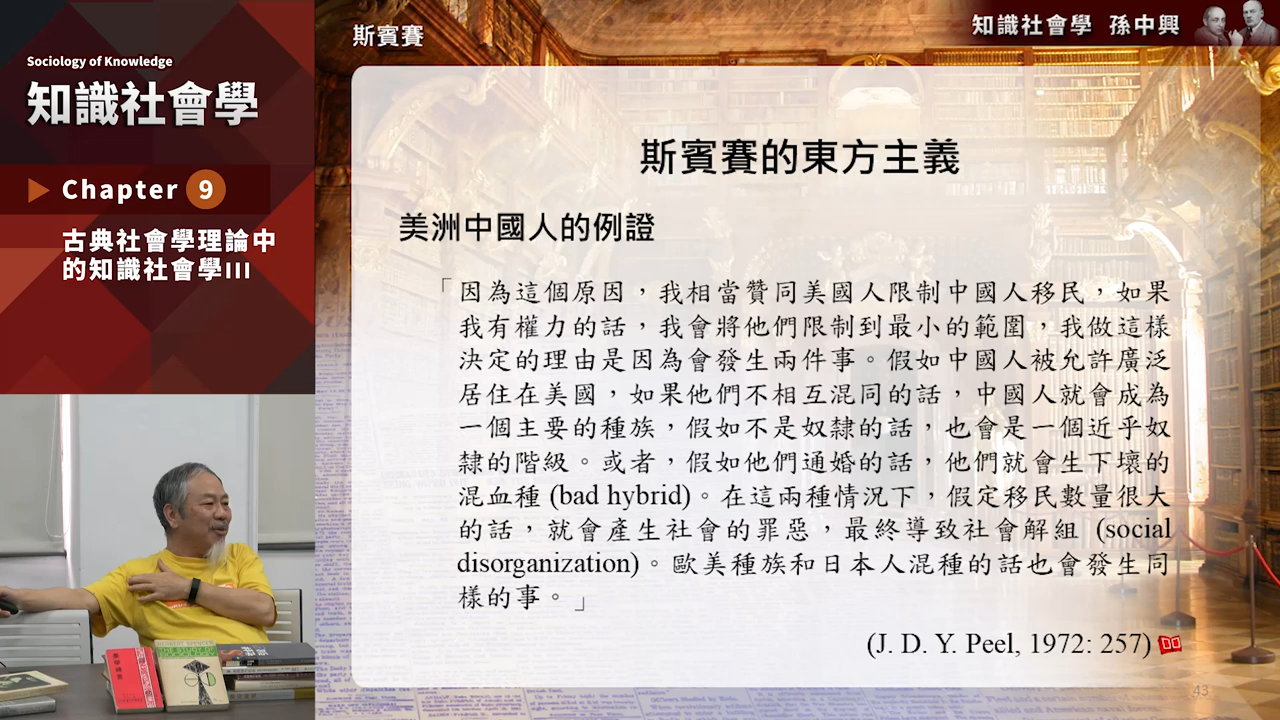 Sociology of Knowledge
知識社會學
Chapter 9
古典社會學理論中
的知識社會學III
斯賓賽
知識社會學 孫中興
斯賓賽的東方主義
美洲中國人的例證
「因為這個原因，我相當贊同美國人限制中國人移民，如果
我有權力的話，我會將他們限制到最小的範圍，我做這樣
決定的理由是因為會發生兩件事。假如中國人被允許廣泛
居住在美國，如果他們不相互混同的話，中國人就會成為
一個主要的種族，假如不是奴隸的話，也會是一個近乎奴
隸的階級。或者，假如他們通婚的話，他們就會生下壞的
混血種 (bad hybrid)。在這兩種情況下，假定移民數量很大
的話，就會產生社會的罪惡，最終導致社會解組 (social
disorganization)。歐美種族和日本人混種的話也會發生同
樣的事。」
(J. D. Y. Peel, 1972: 257)
43